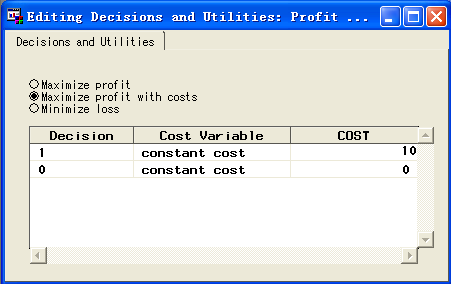 Editing Decisions and Utilities: Profit ...
Decisions and Utilities
Maximize profit
Maximize profit with costs
Minimize loss
Decision Cost Variable COST
1 constant cost 10
0 constant cost 0